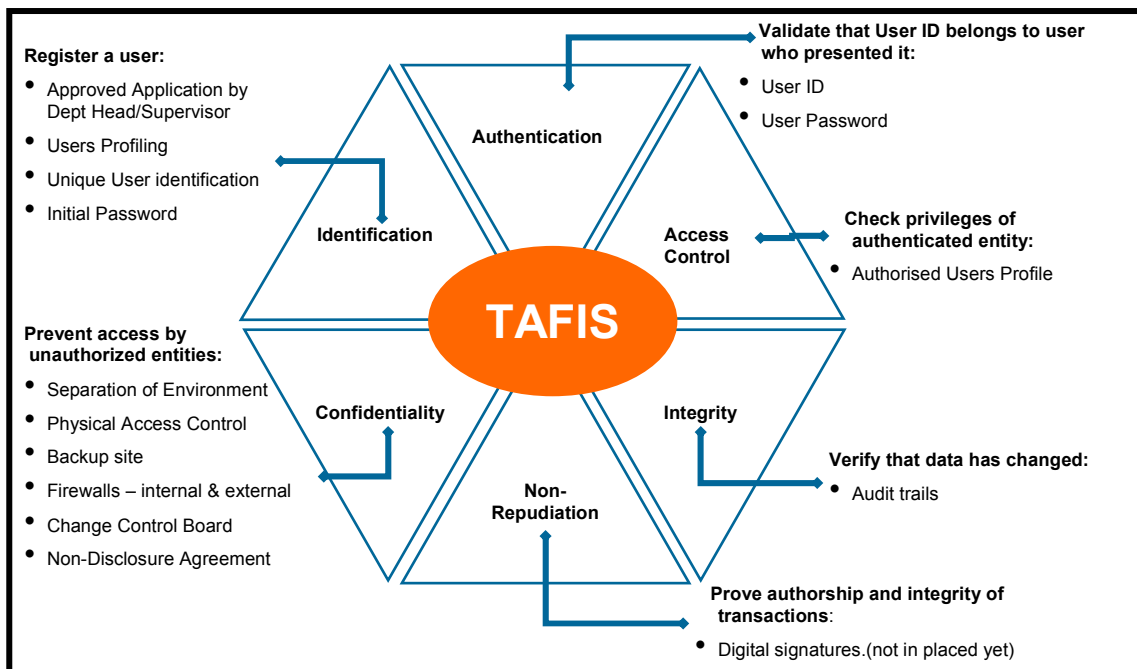 Register a user:
• Approved Application by
Dept Head/Supervisor
• Users Profiling
• Unique User identification
• Initial Password
Validate that User ID belongs to user
who presented it:
• User ID
• User Password
Authentication
Identification
Access
Control
Check privileges of
authenticated entity:
• Authorised Users Profile
TAFIS
Prevent access by
unauthorized entities:
• Separation of Environment
• Physical Access Control
• Backup site
• Firewalls – internal & external
• Change Control Board
• Non-Disclosure Agreement
Confidentiality
Integrity
Non-
Repudiation
Verify that data has changed:
• Audit trails
Prove authorship and integrity of
transactions:
• Digital signatures.(not in placed yet)